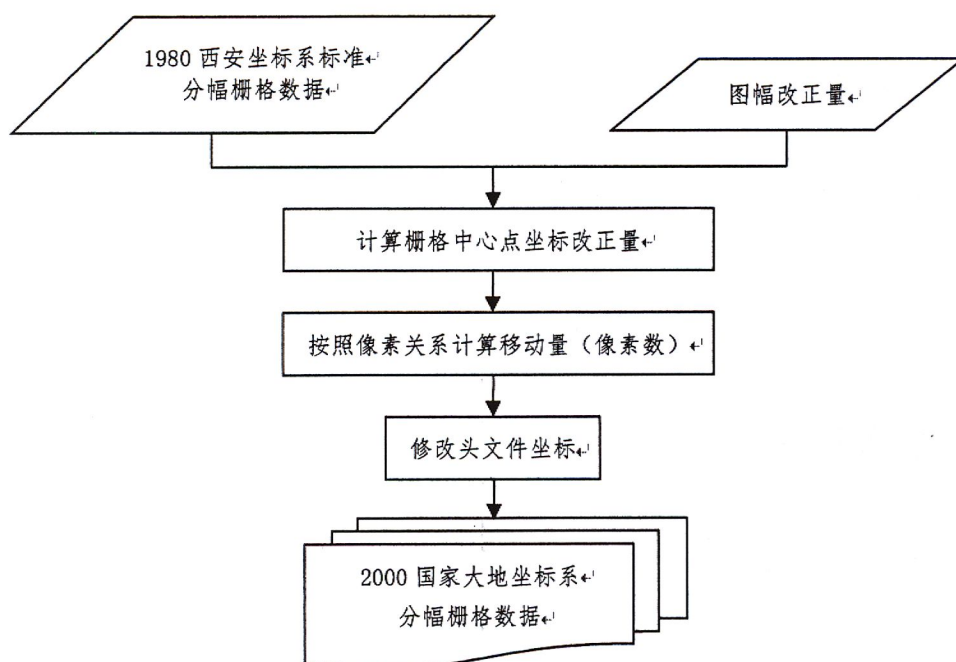 1980 西安坐标系标准↵
分幅栅格数据↵
图幅改正量↵
计算栅格中心点坐标改正量↵
按照像素关系计算移动量（像素数）↵
修改头文件坐标↵
2000 国家大地坐标系↵
分幅栅格数据↵